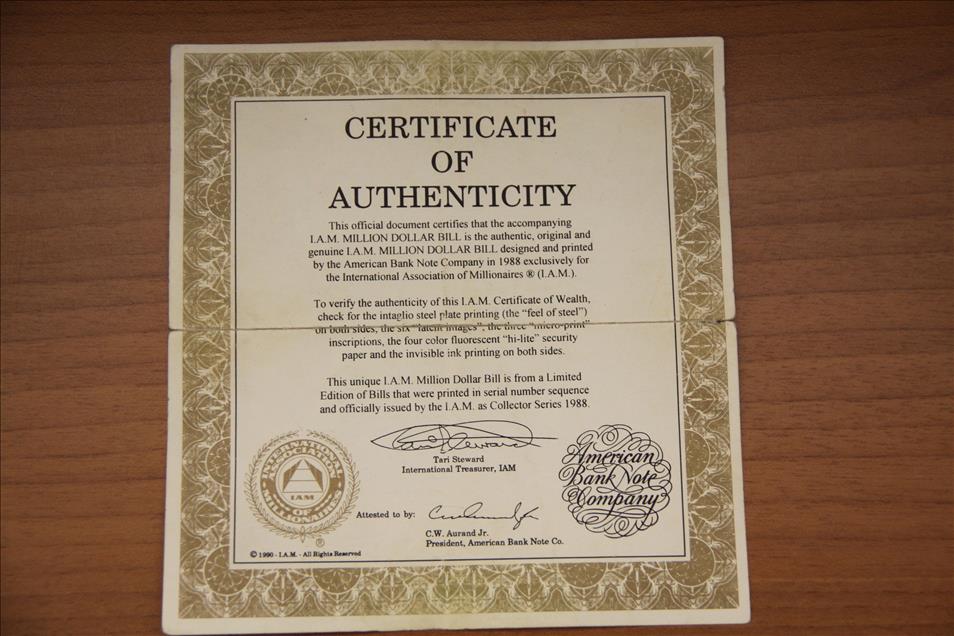 CERTIFICATE
OF
AUTHENTICITY
This official document certifies that the accompanying
I.A.M. MILLION DOLLAR BILL is the authentic, original and
genuine I.A.M. MILLION DOLLAR BILL designed and printed
by the American Bank Note Company in 1988 exclusively for
the International Association of Millionaires ® (I.A.M.).
To verify the authenticity of this I.A.M. Certificate of Wealth,
check for the intaglio steel plate printing (the "feel of steel")
on both sides, the six "latent images", the three "micro-print"
inscriptions, the four color fluorescent "hi-lite" security
paper and the invisible ink printing on both sides.
This unique I.A.M. Million Dollar Bill is from a Limited
Edition of Bills that were printed in serial number sequence
and officially issued by the I.A.M. as Collector Series 1988.
Tari Steward
Tari Steward
International Treasurer, IAM
INTERNATIONAL
ASSOCIATION
OF
MILLIONAIRES
IAM
®
American
Bank Note
Company
Attested to by:
C.W. Aurand Jr.
President, American Bank Note Co.
© 1990 - I.A.M. - All Rights Reserved